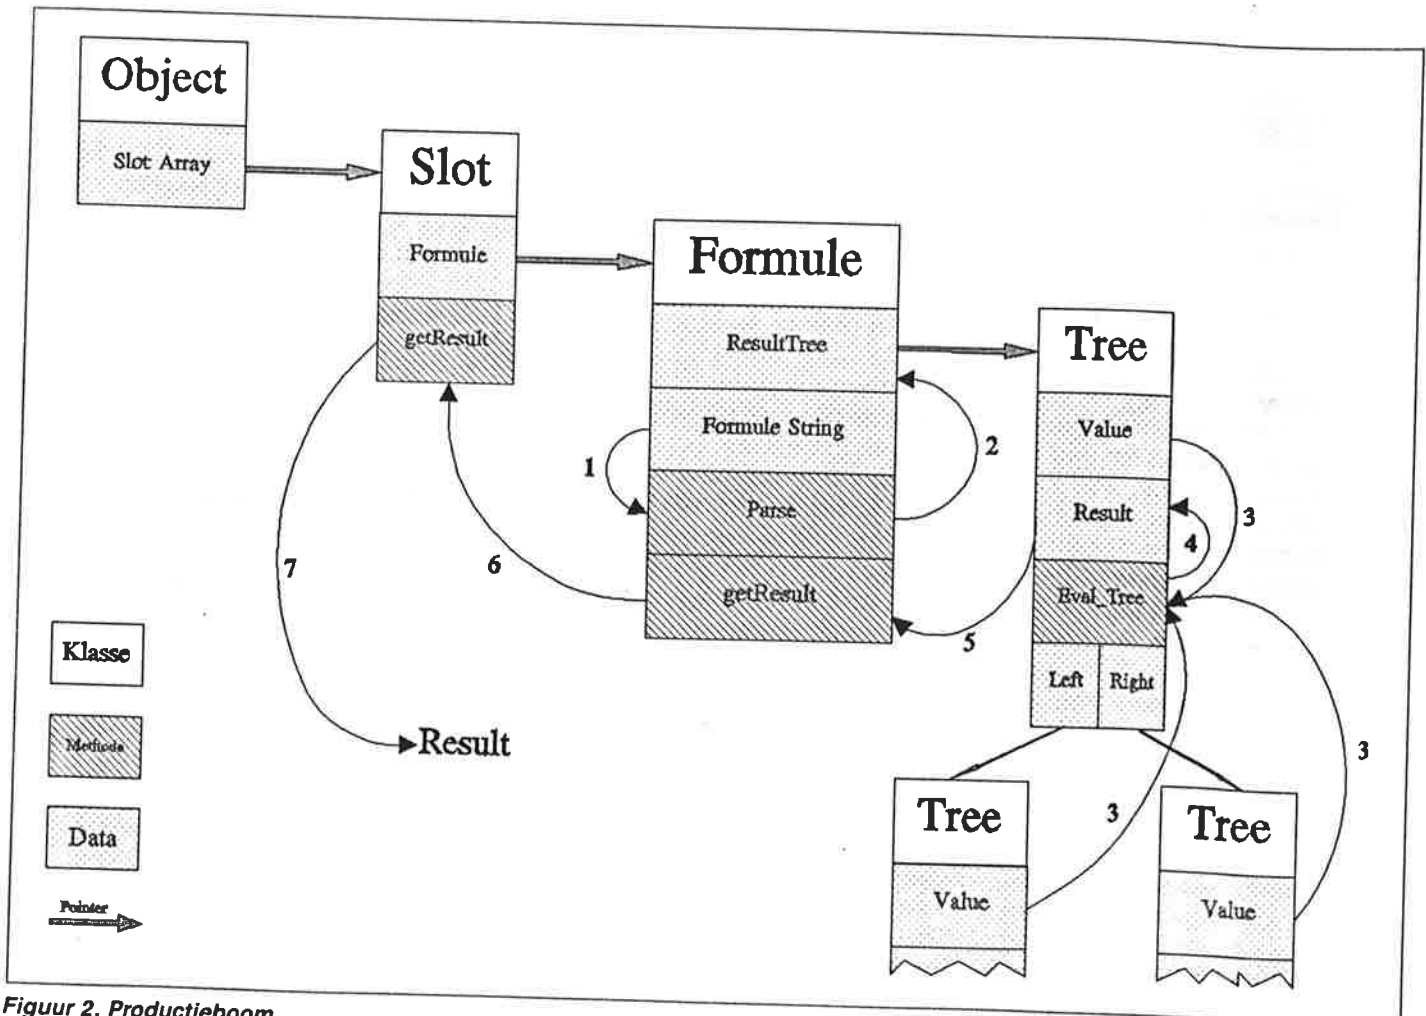 Object
Slot Array
Slot
Formule
getResult
Formule
ResultTree
Formule String
Parse
getResult
Tree
Value
Result
Eval_Tree
Left
Right
1
2
3
4
5
6
7
3
3
Result
Tree
Value
Tree
Value
Klasse
Methode
Data
Pointer
Figuur 2. Productieboom